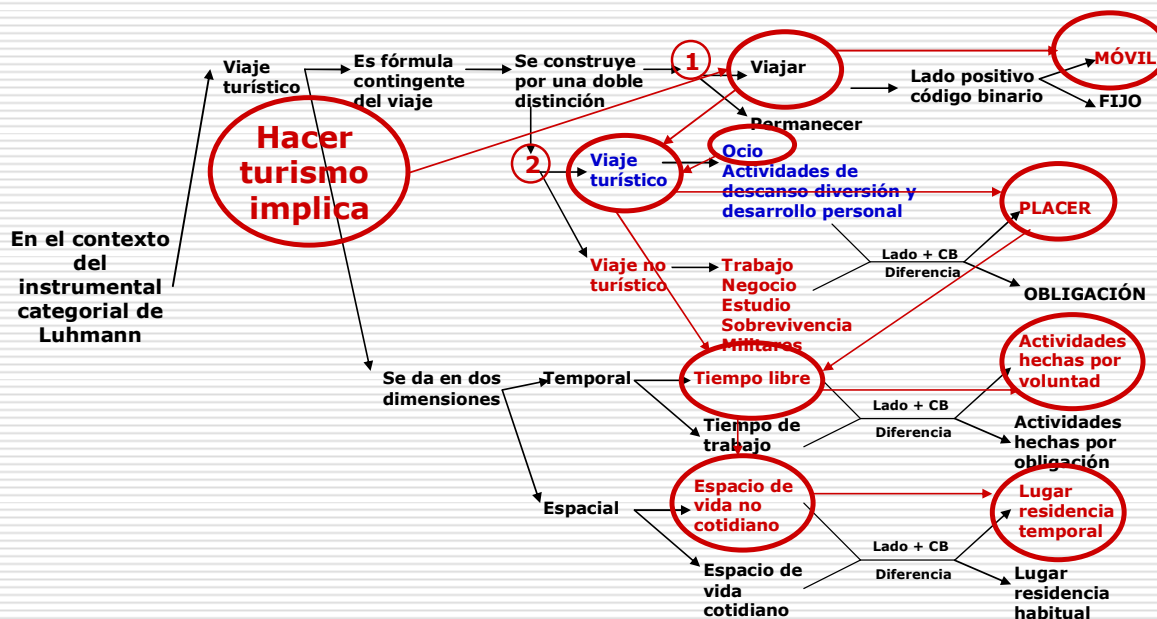 Viaje
turístico
Es fórmula
contingente
del viaje
Se construye
por una doble
distinción
1
Viajar
Permanecer
Lado positivo
código binario
MÓVIL
FIJO
Hacer
turismo
implica
2
Viaje
turístico
Ocio
Actividades de
descanso diversión y
desarrollo personal
PLACER
En el contexto
del
instrumental
categorial de
Luhmann
Viaje no
turístico
Trabajo
Negocio
Estudio
Sobrevivencia
Militares
Lado + CB
Diferencia
OBLIGACIÓN
Se da en dos
dimensiones
Temporal
Tiempo libre
Tiempo de
trabajo
Lado + CB
Diferencia
Actividades
hechas por
voluntad
Actividades
hechas por
obligación
Espacial
Espacio de
vida no
cotidiano
Espacio de
vida
cotidiano
Lado + CB
Diferencia
Lugar
residencia
temporal
Lugar
residencia
habitual